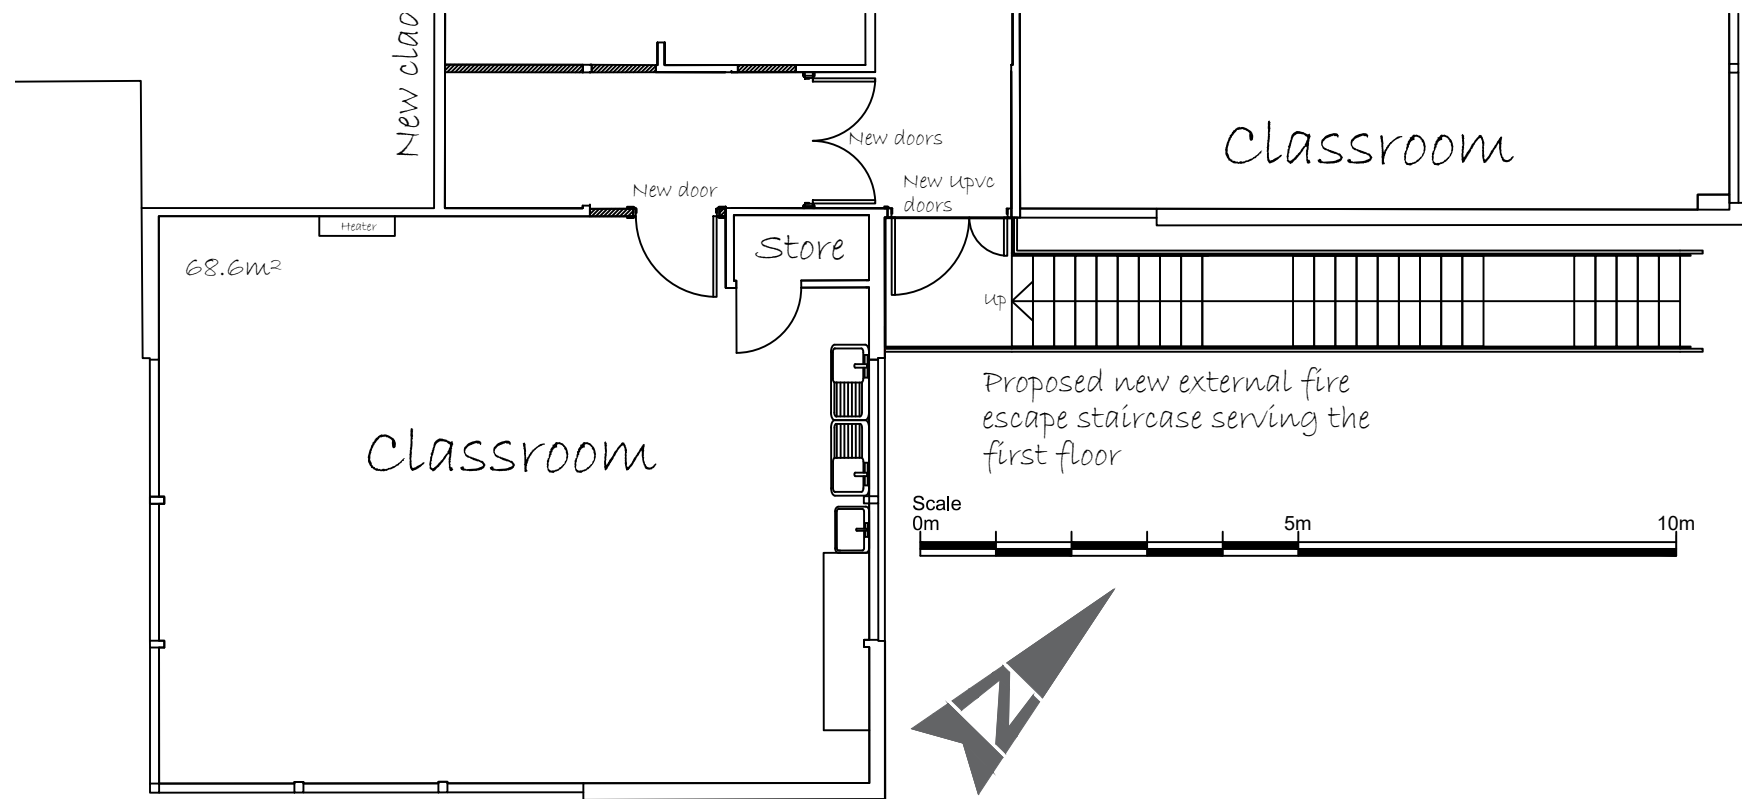 New clao
Classroom
New doors
New door
New Upvc
doors
Heater
Store
68.6m²
Up
Proposed new external fire
escape staircase serving the
first floor
Classroom
Scale
0m 5m 10m
N